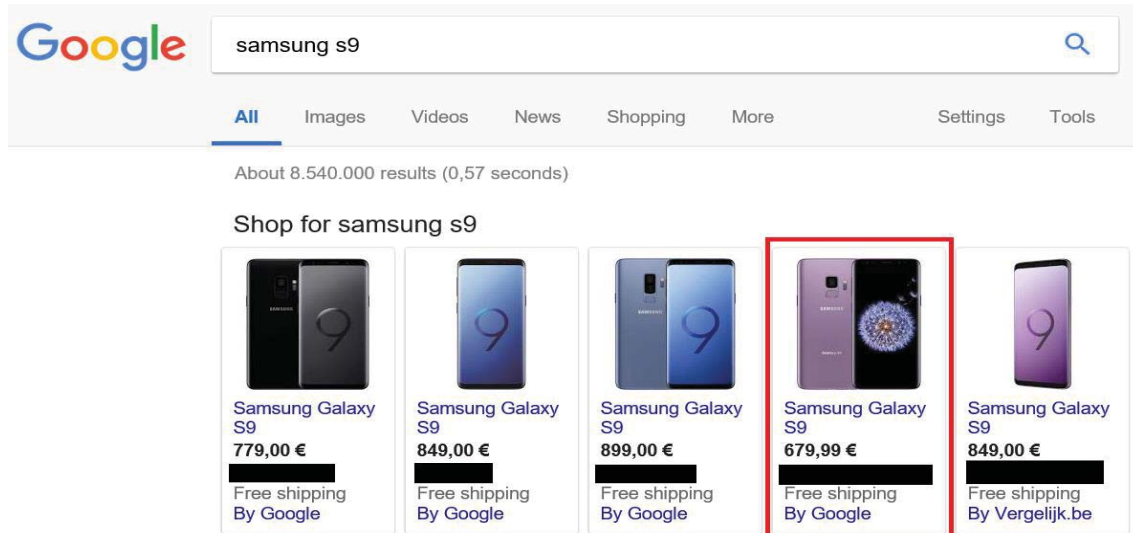 Google
samsung s9
All Images Videos News Shopping More Settings Tools
About 8.540.000 results (0,57 seconds)
Shop for samsung s9
Samsung Galaxy S9
779,00 €
Free shipping
By Google
Samsung Galaxy S9
849,00 €
Free shipping
By Google
Samsung Galaxy S9
899,00 €
Free shipping
By Google
Samsung Galaxy S9
679,99 €
Free shipping
By Google
Samsung Galaxy S9
849,00 €
Free shipping
By Vergelijk.be